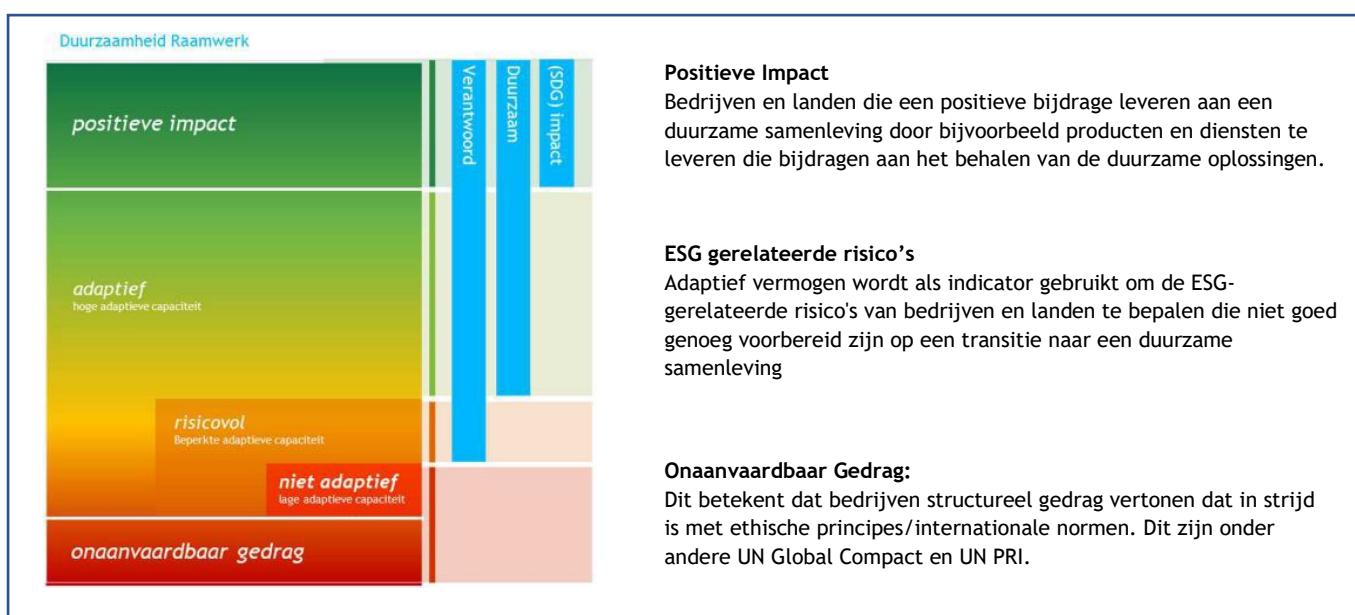 Duurzaamheid Raamwerk
positieve impact
adaptief
hoge adaptieve capaciteit
risicovol
Beperkte adaptieve capaciteit
niet adaptief
lage adaptieve capaciteit
onaanvaardbaar gedrag
Verantwoord
Duurzaam
(SDG) impact
Positieve Impact
Bedrijven en landen die een positieve bijdrage leveren aan een
duurzame samenleving door bijvoorbeeld producten en diensten te
leveren die bijdragen aan het behalen van de duurzame oplossingen.
ESG gerelateerde risico’s
Adaptief vermogen wordt als indicator gebruikt om de ESG-
gerelateerde risico's van bedrijven en landen te bepalen die niet goed
genoeg voorbereid zijn op een transitie naar een duurzame
samenleving
Onaanvaardbaar Gedrag:
Dit betekent dat bedrijven structureel gedrag vertonen dat in strijd
is met ethische principes/internationale normen. Dit zijn onder
andere UN Global Compact en UN PRI.